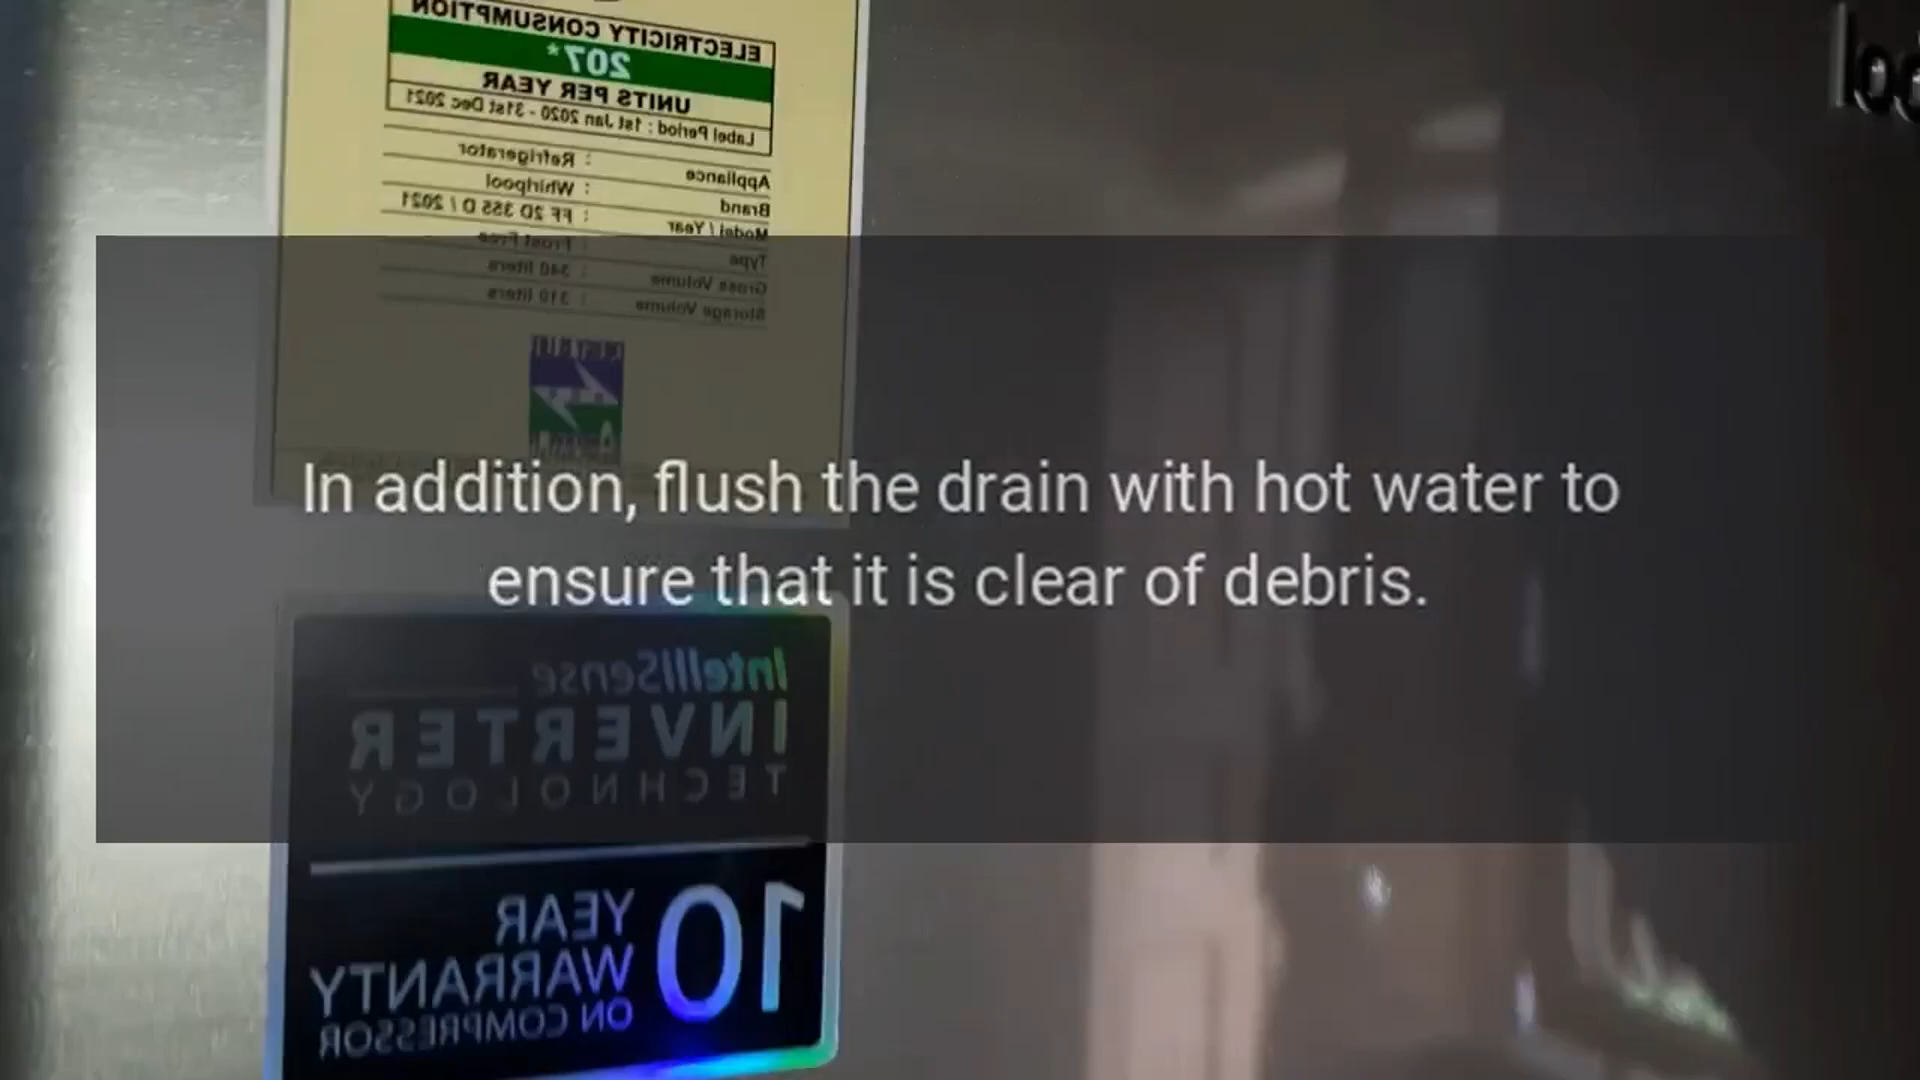 ELECTRICITY CONSUMPTION
207*
UNITS PER YEAR
Label Period : 1st Jan 2020 - 31st Dec 2021
Appliance : Refrigerator
Brand : Whirlpool
Model / Year : FF 2D 355 D / 2021
Type : Frost Free
Gross Volume : 340 liters
Storage Volume : 310 liters
In addition, flush the drain with hot water to
ensure that it is clear of debris.
IntelliSense
INVERTER
TECHNOLOGY
10 YEAR
WARRANTY
ON COMPRESSOR